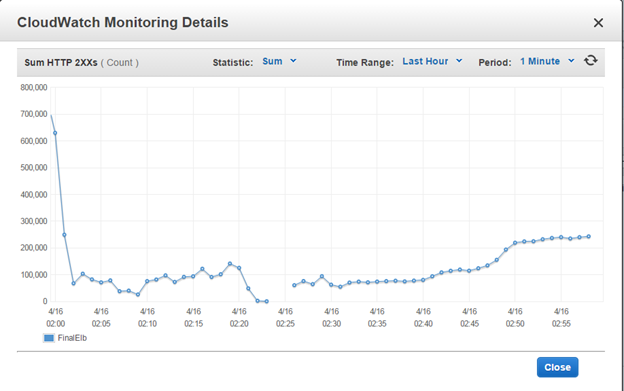 CloudWatch Monitoring Details ×
Sum HTTP 2XXs ( Count ) Statistic: Sum Time Range: Last Hour Period: 1 Minute
800,000
700,000
600,000
500,000
400,000
300,000
200,000
100,000
0
4/16 4/16 4/16 4/16 4/16 4/16 4/16 4/16 4/16 4/16 4/16 4/16
02:00 02:05 02:10 02:15 02:20 02:25 02:30 02:35 02:40 02:45 02:50 02:55
FinalElb
Close